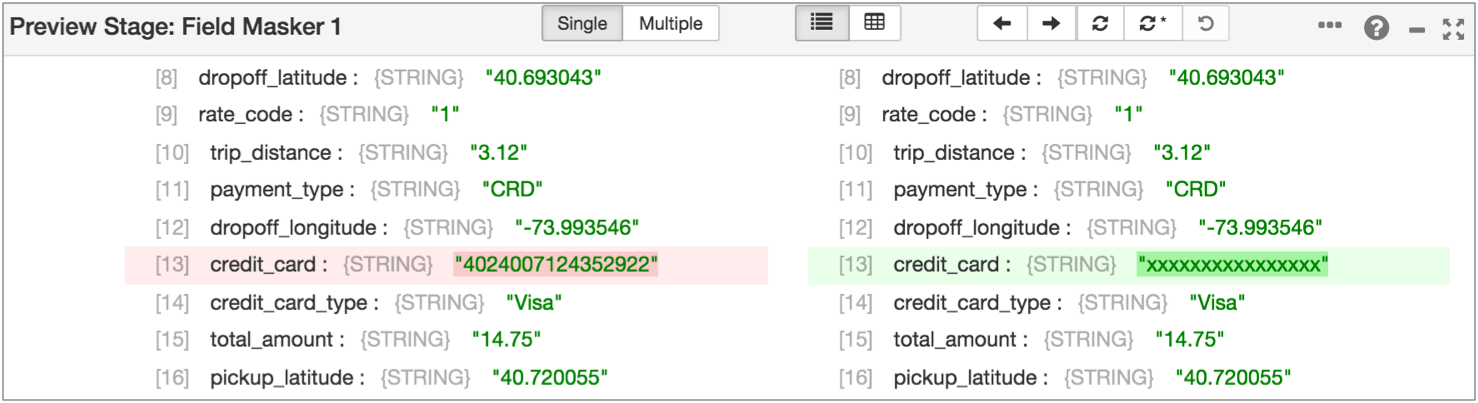 Preview Stage: Field Masker 1 Single Multiple
[8] dropoff_latitude : {STRING} "40.693043" [8] dropoff_latitude : {STRING} "40.693043"
[9] rate_code : {STRING} "1" [9] rate_code : {STRING} "1"
[10] trip_distance : {STRING} "3.12" [10] trip_distance : {STRING} "3.12"
[11] payment_type : {STRING} "CRD" [11] payment_type : {STRING} "CRD"
[12] dropoff_longitude : {STRING} "-73.993546" [12] dropoff_longitude : {STRING} "-73.993546"
[13] credit_card : {STRING} "4024007124352922" [13] credit_card : {STRING} "xxxxxxxxxxxxxxxx"
[14] credit_card_type : {STRING} "Visa" [14] credit_card_type : {STRING} "Visa"
[15] total_amount : {STRING} "14.75" [15] total_amount : {STRING} "14.75"
[16] pickup_latitude : {STRING} "40.720055" [16] pickup_latitude : {STRING} "40.720055"